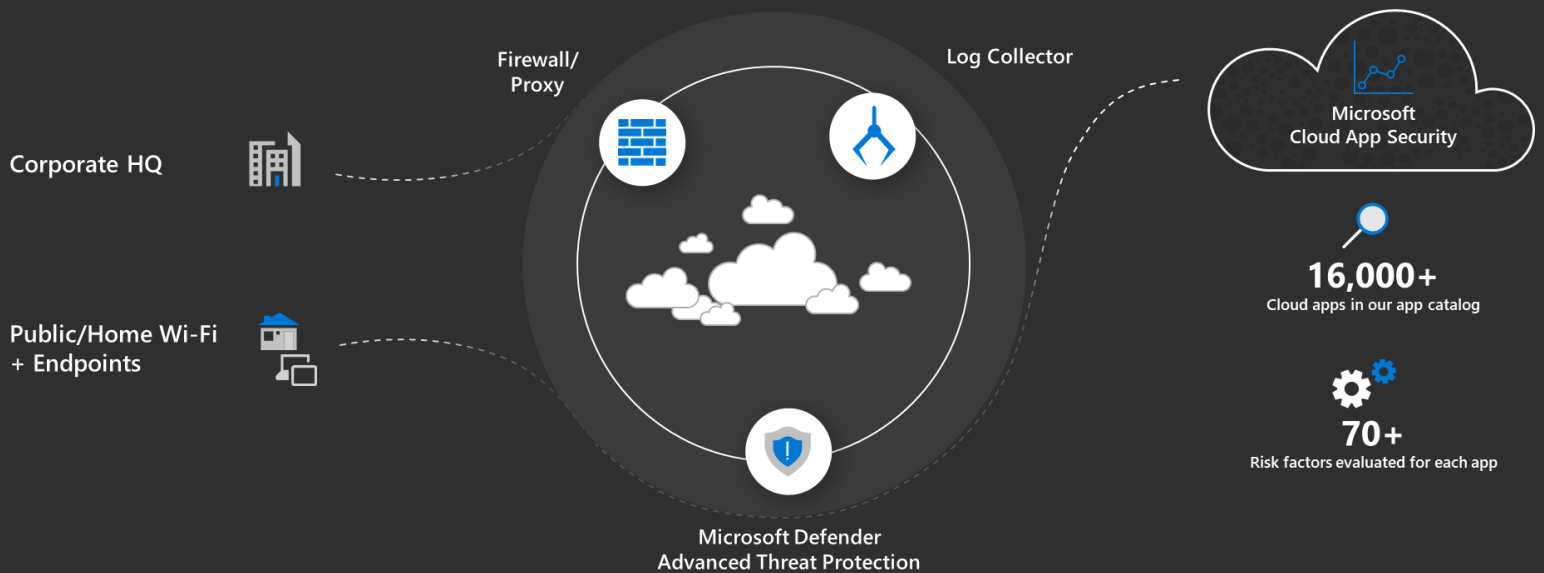 Firewall/
Proxy
Log Collector
Microsoft
Cloud App Security
Corporate HQ
16,000+
Cloud apps in our app catalog
Public/Home Wi-Fi
+ Endpoints
70+
Risk factors evaluated for each app
Microsoft Defender
Advanced Threat Protection